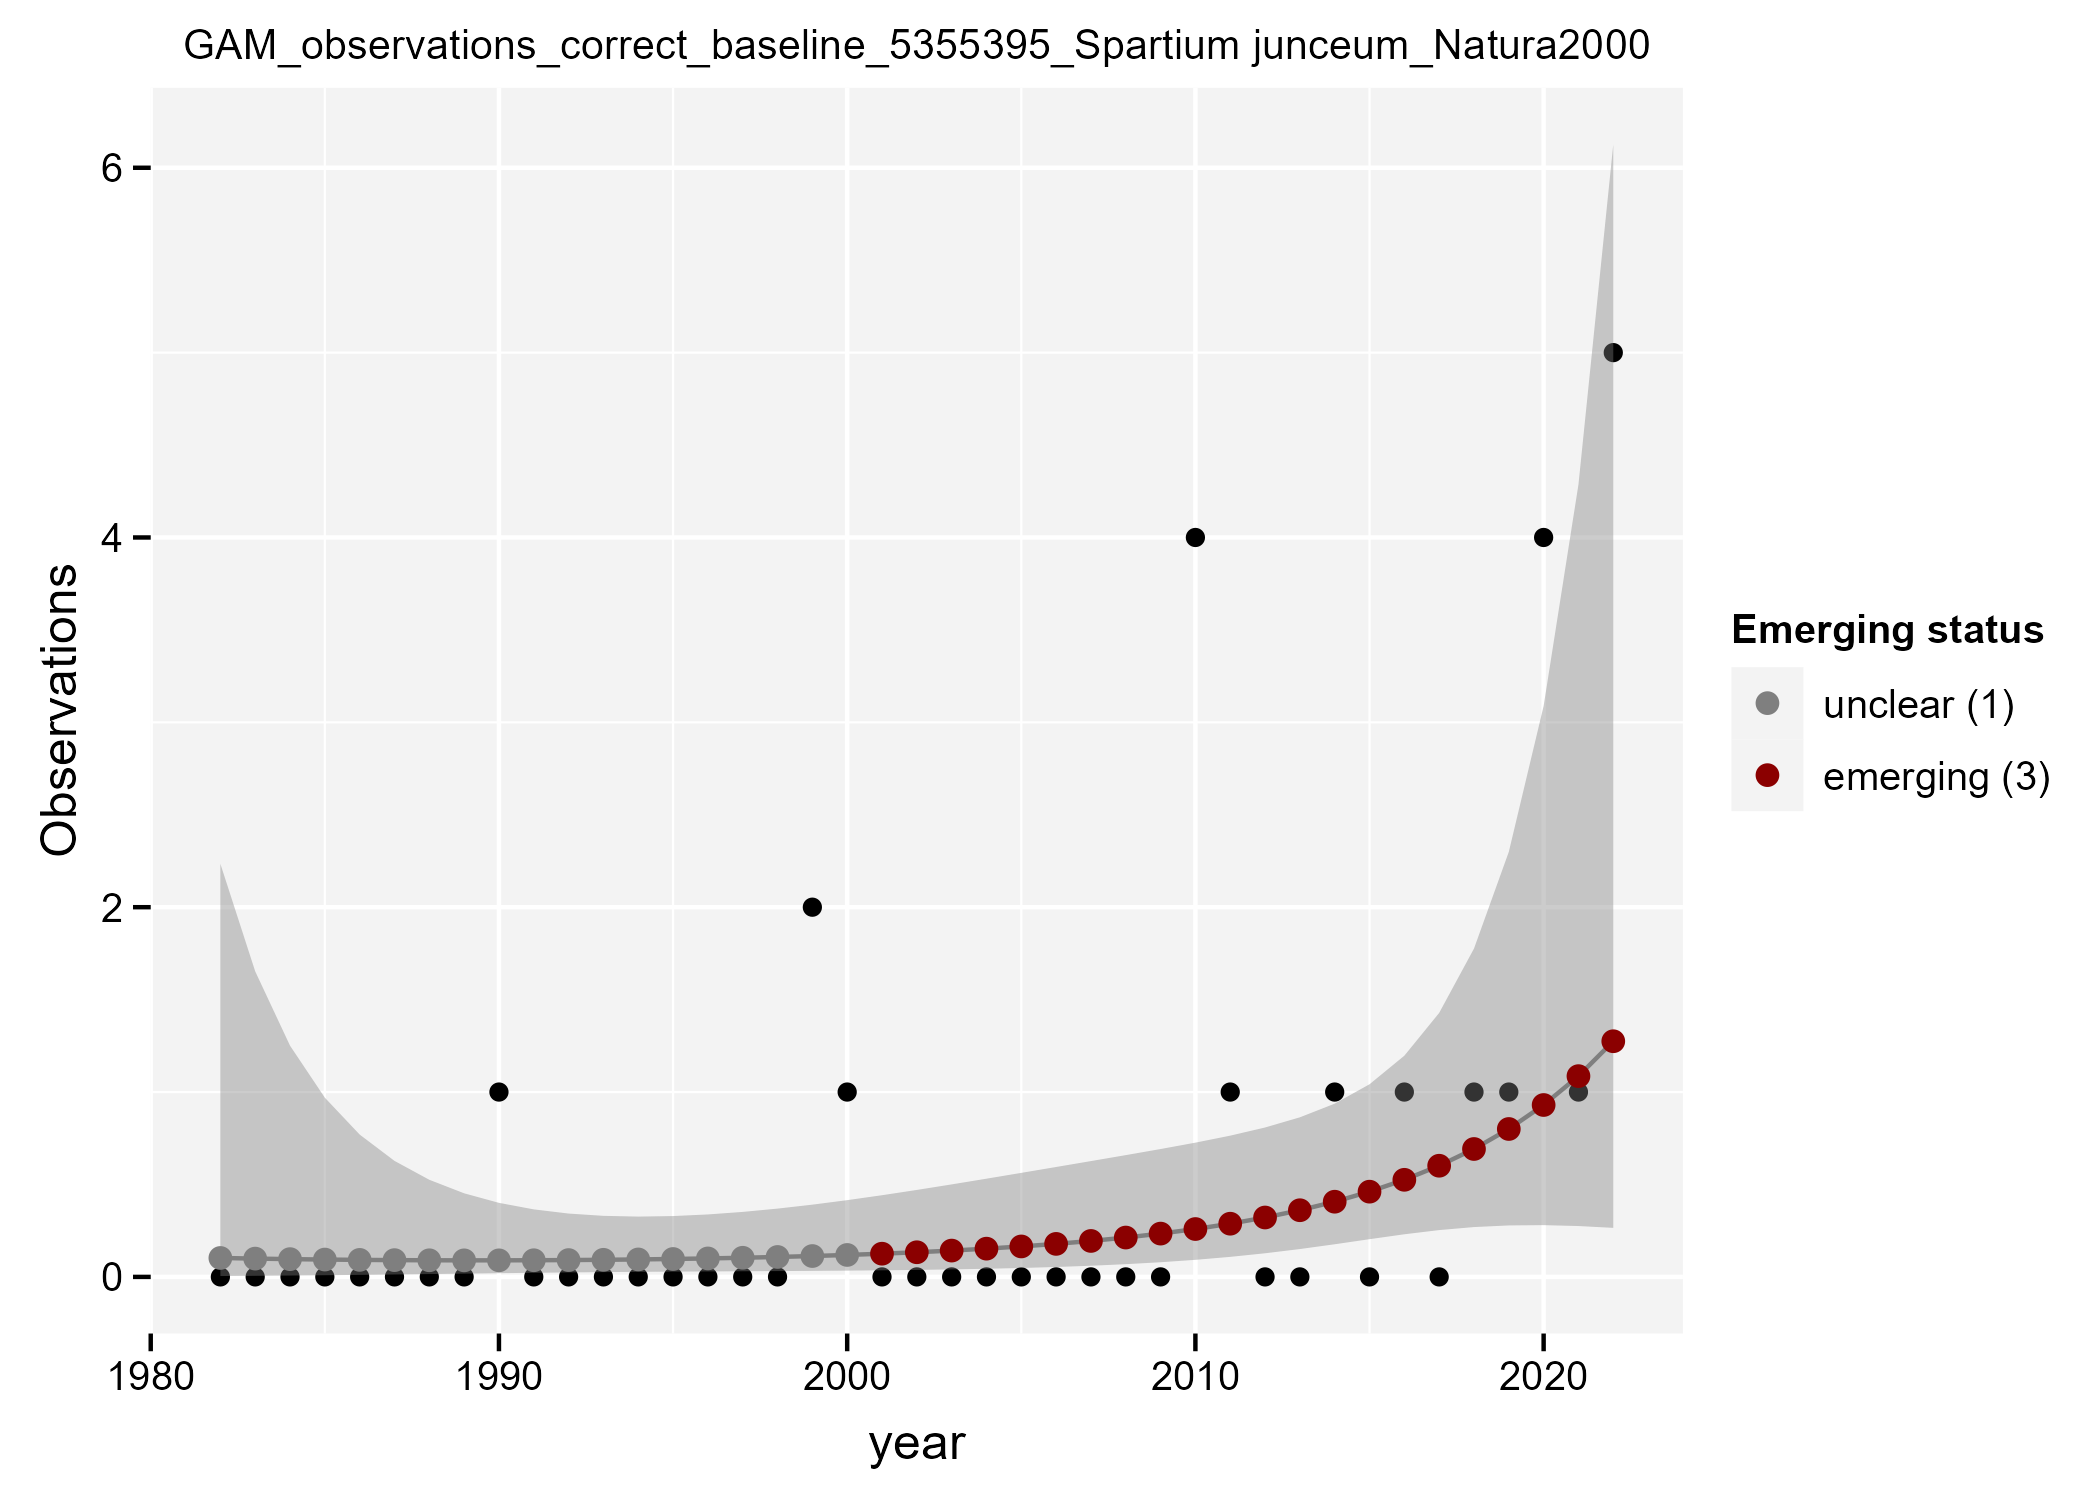 GAM_observations_correct_baseline_5355395_Spartium junceum_Natura2000
Observations
6
4
2
0
1980
1990
2000
2010
2020
year
Emerging status
unclear (1)
emerging (3)